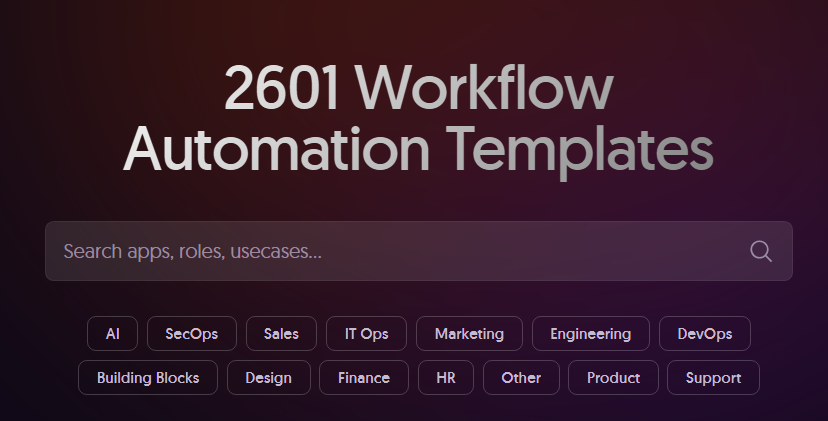 2601 Workflow
Automation Templates
Search apps, roles, usecases...
AI SecOps Sales IT Ops Marketing Engineering DevOps
Building Blocks Design Finance HR Other Product Support